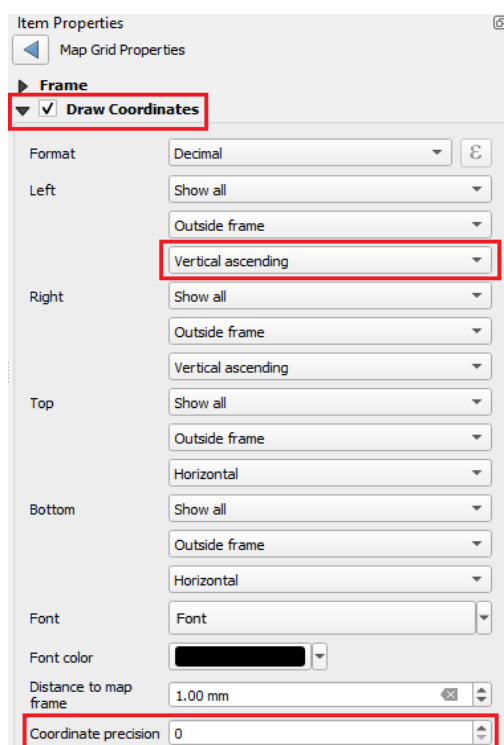 Item Properties
Map Grid Properties
Frame
Draw Coordinates
Format Decimal ε
Left Show all
Outside frame
Vertical ascending
Right Show all
Outside frame
Vertical ascending
Top Show all
Outside frame
Horizontal
Bottom Show all
Outside frame
Horizontal
Font Font
Font color
Distance to map
frame 1.00 mm
Coordinate precision 0